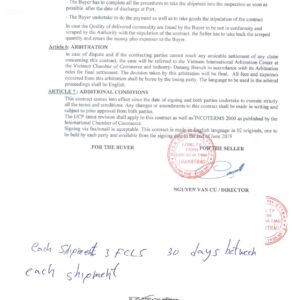 • The Buyer has to complete all the procedures to take the shipment into the inspection as soon as
possible after the date of discharge at Port.
• The Buyer undertake to do the payment as well as to take goods the stipulation of the contract
In case the Quality of delivered commodity are found by the Buyer to be not in uniformity and
scraped by the Authority with the stipulation of the contract, the Seller has to take back the scraped
quantity and return the money plus expense to the Buyer.
Article 6: ARBITRATION
In case of dispute and if the contracting parties cannot reach any amicable settlement of any claim
concerning this contract, the case will be referred to the Vietnam International Arbitration Center at
the Vietnam Chamber of Commerce and industry- Danang Branch in accordance with its Arbitration
rules for final settlement. The decision taken by this arbitration will be final. All fee and expenses
incurred from this arbitration shall be borne by the losing party. The language to be used in the arbitral
proceedings shall be English.
ARTICLE 7 : ADDITIONAL CONDITIONS
This contract comes into effect since the date of signing and both parties undertake to execute strictly
all the terms and conditions. Any changes or amendments to this contract shall be made in writing and
subject to prior approval from both parties.
The UCP latest revision shall apply in this contract as well as INCOTERMS 2000 as published by the
International Chamber of Commerce.
Signing via facsimile is acceptable. This contract is made in English language in 02 originals, one to
be held by each party and available from the signing date to the end of June 2019
FOR THE BUYER FOR THE SELLER
NGUYEN VAN CU / DIRECTOR
each Shipment 3 FCLS 30 days between
each shipment